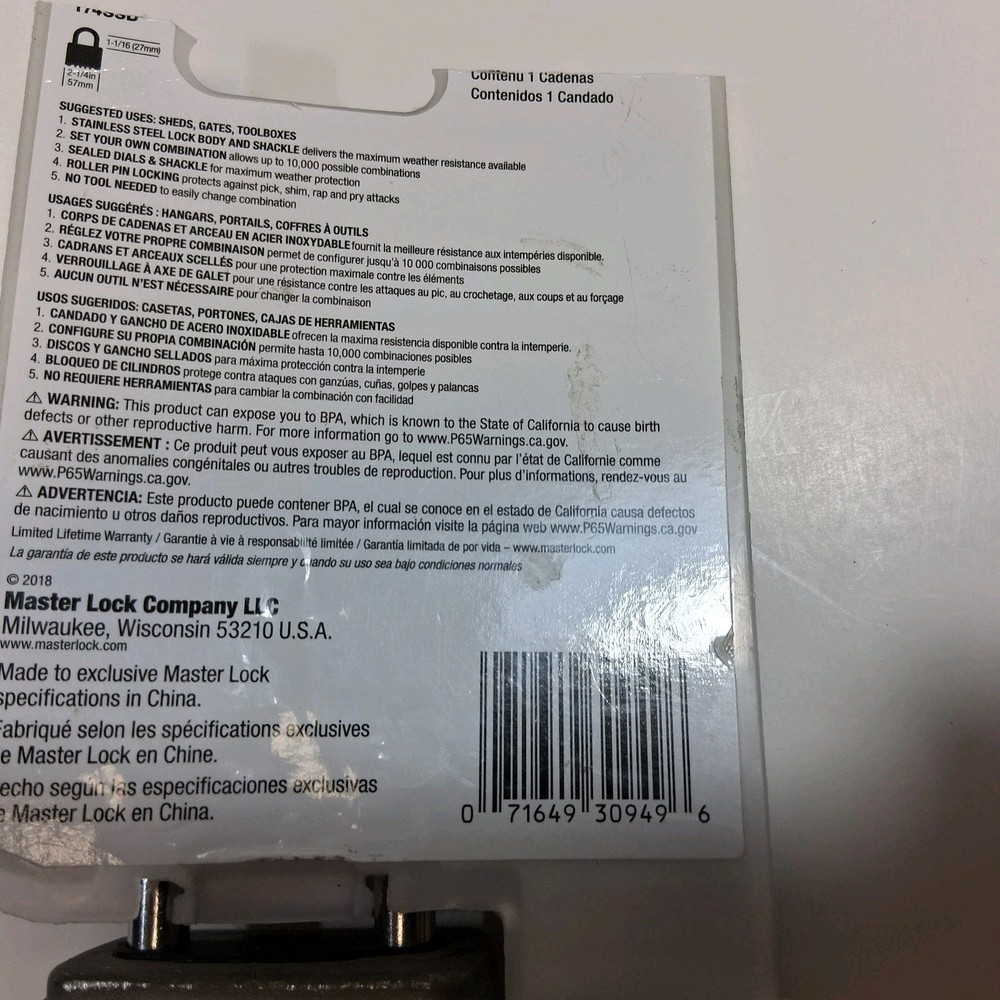 1-1/16 (27mm)
2-1/4in
57mm
Contenu 1 Cadenas
Contenidos 1 Candado
SUGGESTED USES: SHEDS, GATES, TOOLBOXES
1. STAINLESS STEEL LOCK BODY AND SHACKLE delivers the maximum weather resistance available
2. SET YOUR OWN COMBINATION allows up to 10,000 possible combinations
3. SEALED DIALS & SHACKLE for maximum weather protection
4. ROLLER PIN LOCKING protects against pick, shim, rap and pry attacks
5. NO TOOL NEEDED to easily change combination
USAGES SUGGÉRÉS : HANGARS, PORTAILS, COFFRES À OUTILS
1. CORPS DE CADENAS ET ARCEAU EN ACIER INOXYDABLE fournit la meilleure résistance aux intempéries disponible.
2. RÉGLEZ VOTRE PROPRE COMBINAISON permet de configurer jusqu'à 10 000 combinaisons possibles
3. CADRANS ET ARCEAUX SCELLÉS pour une protection maximale contre les éléments
4. VERROUILLAGE À AXE DE GALET pour une résistance contre les attaques au pic, au crochetage, aux coups et au forçage
5. AUCUN OUTIL N'EST NÉCESSAIRE pour changer la combinaison
USOS SUGERIDOS: CASETAS, PORTONES, CAJAS DE HERRAMIENTAS
1. CANDADO Y GANCHO DE ACERO INOXIDABLE ofrecen la maxima resistencia disponible contra la intemperie.
2. CONFIGURE SU PROPIA COMBINACIÓN permite hasta 10,000 combinaciones posibles
3. DISCOS Y GANCHO SELLADOS para máxima protección contra la intemperie
4. BLOQUEO DE CILINDROS protege contra ataques con ganzúas, cuñas, golpes y palancas
5. NO REQUIERE HERRAMIENTAS para cambiar la combinación con facilidad
⚠ WARNING: This product can expose you to BPA, which is known to the State of California to cause birth
defects or other reproductive harm. For more information go to www.P65Warnings.ca.gov.
⚠ AVERTISSEMENT : Ce produit peut vous exposer au BPA, lequel est connu par l'état de Californie comme
causant des anomalies congénitales ou autres troubles de reproduction. Pour plus d'informations, rendez-vous au
www.P65Warnings.ca.gov.
⚠ ADVERTENCIA: Este producto puede contener BPA, el cual se conoce en el estado de California causa defectos
de nacimiento u otros daños reproductivos. Para mayor información visite la página web www.P65Warnings.ca.gov
Limited Lifetime Warranty / Garantie à vie à responsabilité limitée / Garantía limitada de por vida – www.masterlock.com
La garantía de este producto se hará válida siempre y cuando su uso sea bajo condiciones normales
© 2018
Master Lock Company LLC
Milwaukee, Wisconsin 53210 U.S.A.
www.masterlock.com
Made to exclusive Master Lock
specifications in China.
Fabriqué selon les spécifications exclusives
e Master Lock en Chine.
echo según las especificaciones exclusivas
e Master Lock en China.
0 71649 30949 6